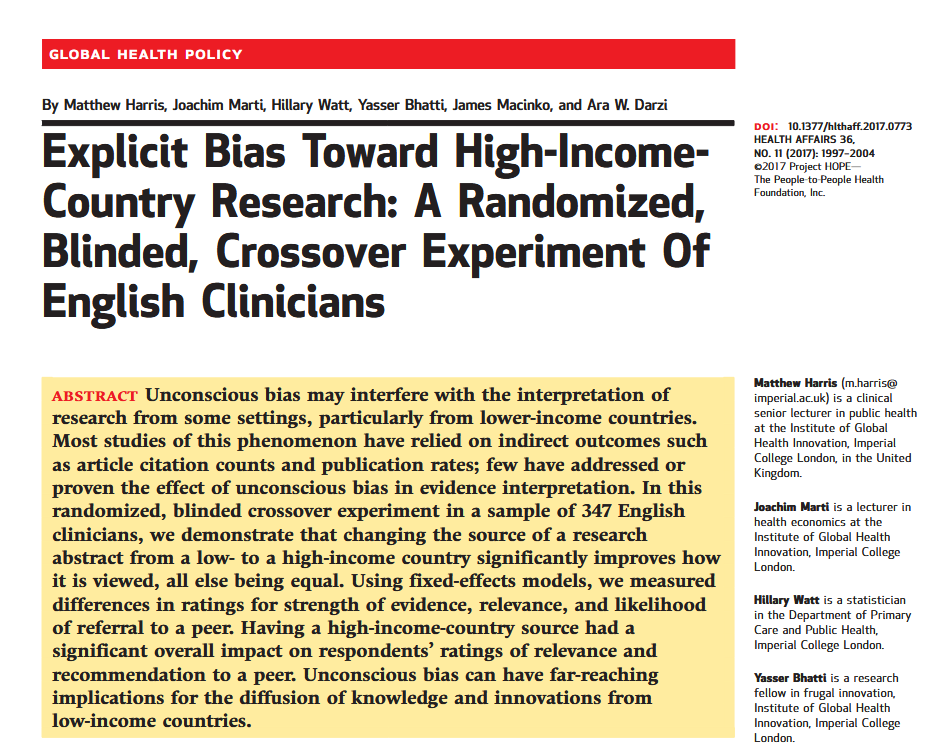 GLOBAL HEALTH POLICY
By Matthew Harris, Joachim Marti, Hillary Watt, Yasser Bhatti, James Macinko, and Ara W. Darzi
Explicit Bias Toward High-Income-
Country Research: A Randomized,
Blinded, Crossover Experiment Of
English Clinicians
DOI: 10.1377/hlthaff.2017.0773
HEALTH AFFAIRS 36,
NO. 11 (2017): 1997–2004
©2017 Project HOPE—
The People-to-People Health
Foundation, Inc.
ABSTRACT Unconscious bias may interfere with the interpretation of
research from some settings, particularly from lower-income countries.
Most studies of this phenomenon have relied on indirect outcomes such
as article citation counts and publication rates; few have addressed or
proven the effect of unconscious bias in evidence interpretation. In this
randomized, blinded crossover experiment in a sample of 347 English
clinicians, we demonstrate that changing the source of a research
abstract from a low- to a high-income country significantly improves how
it is viewed, all else being equal. Using fixed-effects models, we measured
differences in ratings for strength of evidence, relevance, and likelihood
of referral to a peer. Having a high-income-country source had a
significant overall impact on respondents’ ratings of relevance and
recommendation to a peer. Unconscious bias can have far-reaching
implications for the diffusion of knowledge and innovations from
low-income countries.
Matthew Harris (m.harris@
imperial.ac.uk) is a clinical
senior lecturer in public health
at the Institute of Global
Health Innovation, Imperial
College London, in the United
Kingdom.
Joachim Marti is a lecturer in
health economics at the
Institute of Global Health
Innovation, Imperial College
London.
Hillary Watt is a statistician
in the Department of Primary
Care and Public Health,
Imperial College London.
Yasser Bhatti is a research
fellow in frugal innovation,
Institute of Global Health
Innovation, Imperial College
London.